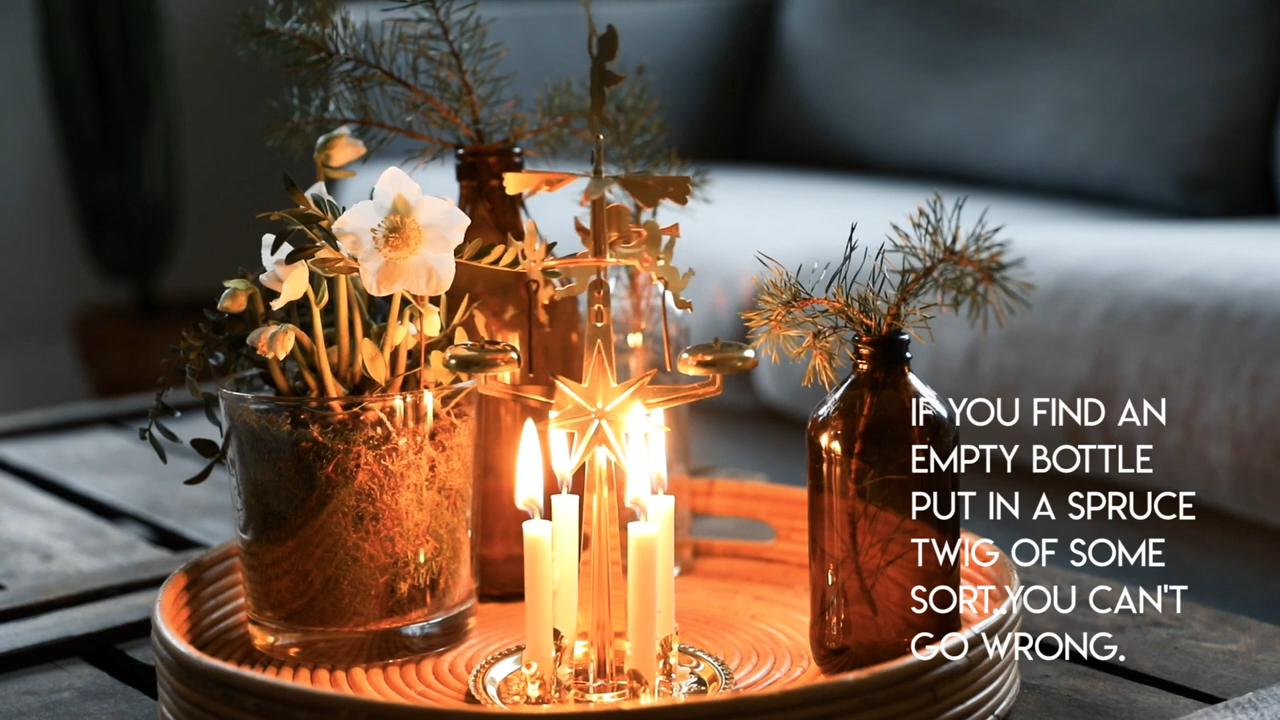 IF YOU FIND AN
EMPTY BOTTLE
PUT IN A SPRUCE
TWIG OF SOME
SORT..YOU CAN'T
GO WRONG.